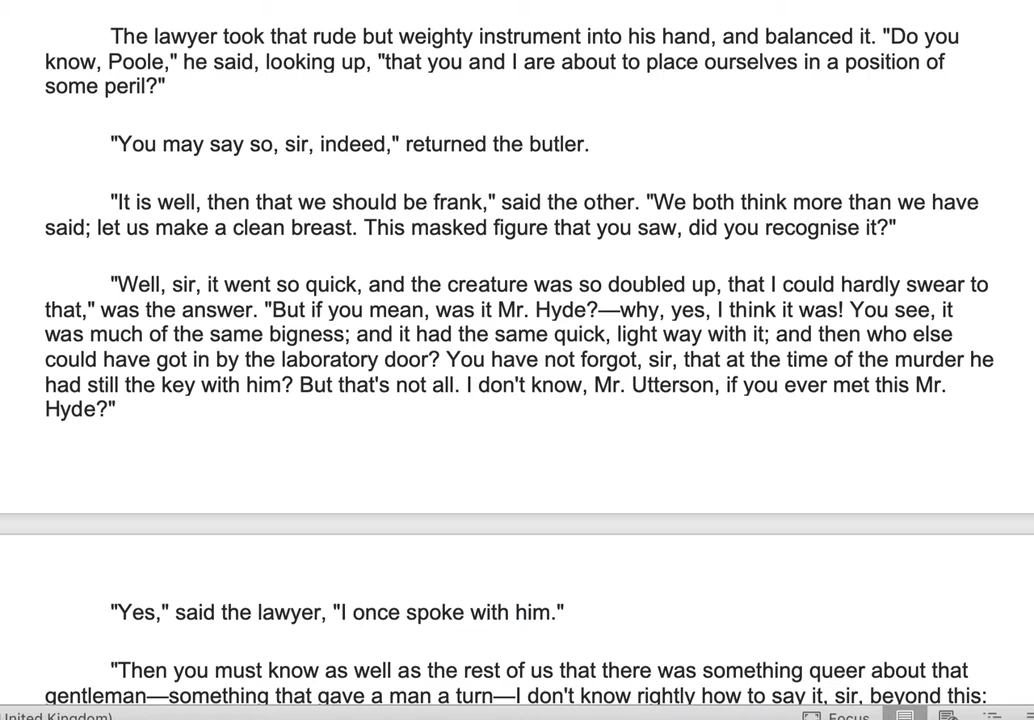 The lawyer took that rude but weighty instrument into his hand, and balanced it. "Do you
know, Poole," he said, looking up, "that you and I are about to place ourselves in a position of
some peril?"
"You may say so, sir, indeed," returned the butler.
"It is well, then that we should be frank," said the other. "We both think more than we have
said; let us make a clean breast. This masked figure that you saw, did you recognise it?"
"Well, sir, it went so quick, and the creature was so doubled up, that I could hardly swear to
that," was the answer. "But if you mean, was it Mr. Hyde?—why, yes, I think it was! You see, it
was much of the same bigness; and it had the same quick, light way with it; and then who else
could have got in by the laboratory door? You have not forgot, sir, that at the time of the murder he
had still the key with him? But that's not all. I don't know, Mr. Utterson, if you ever met this Mr.
Hyde?"
"Yes," said the lawyer, "I once spoke with him."
"Then you must know as well as the rest of us that there was something queer about that
gentleman—something that gave a man a turn—I don't know rightly how to say it, sir, beyond this:
United Kingdom) Focus